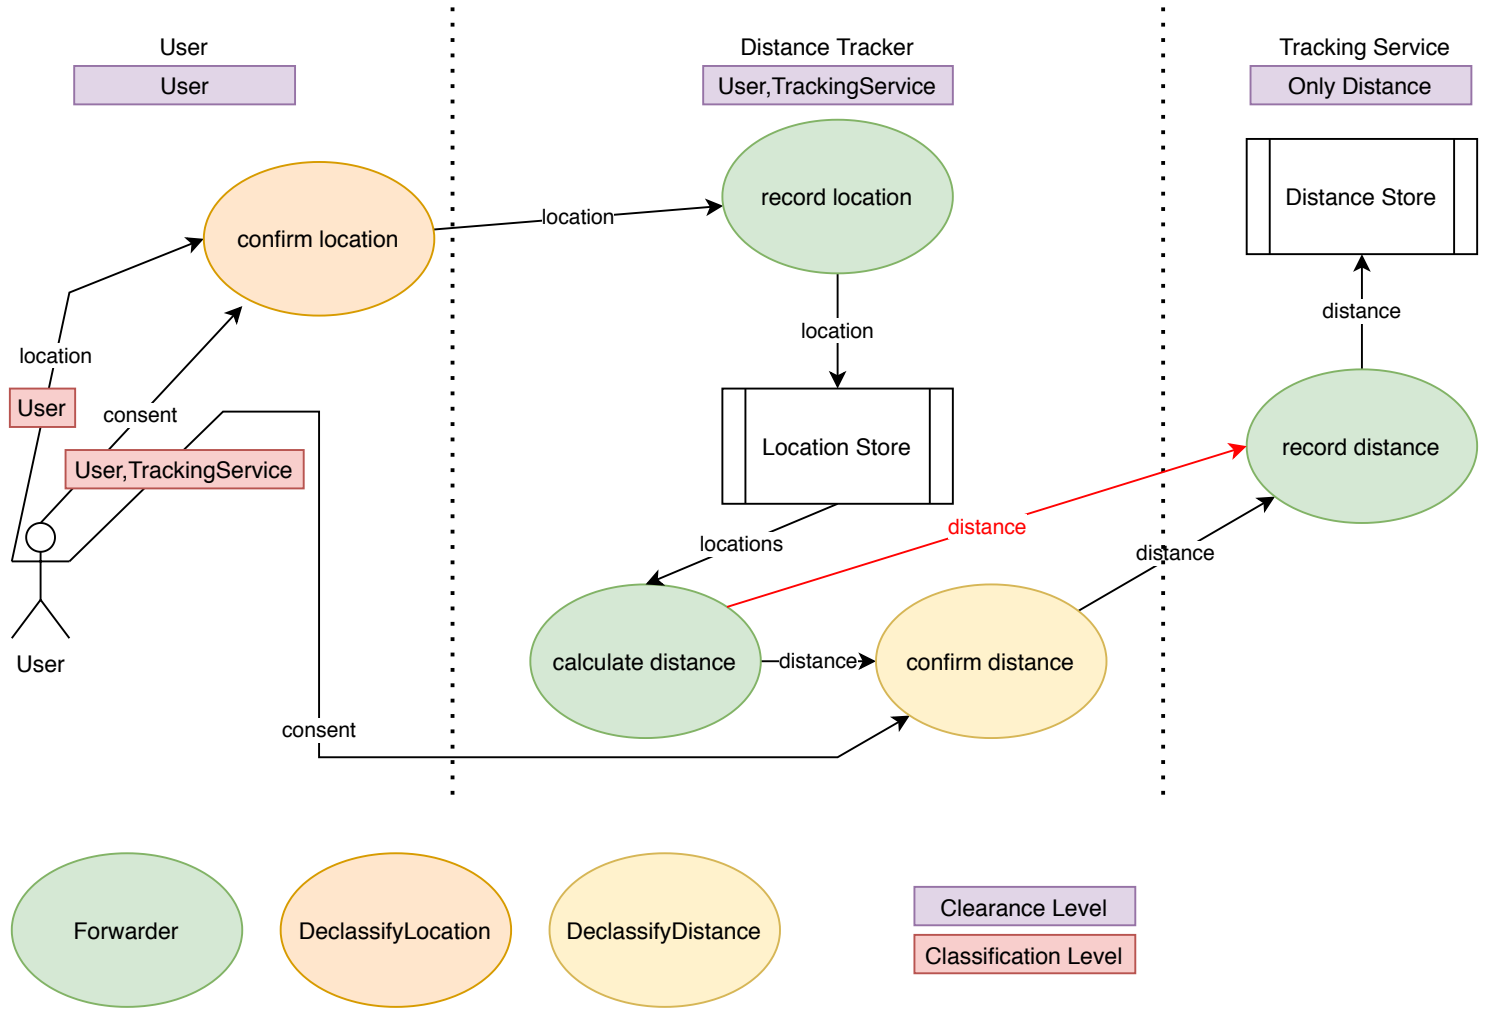 User
Distance Tracker
Tracking Service
User
User,TrackingService
Only Distance
record location
Distance Store
confirm location
location
location
distance
location
User
consent
Location Store
record distance
User,TrackingService
distance
locations
distance
User
calculate distance
distance
confirm distance
consent
Forwarder
DeclassifyLocation
DeclassifyDistance
Clearance Level
Classification Level